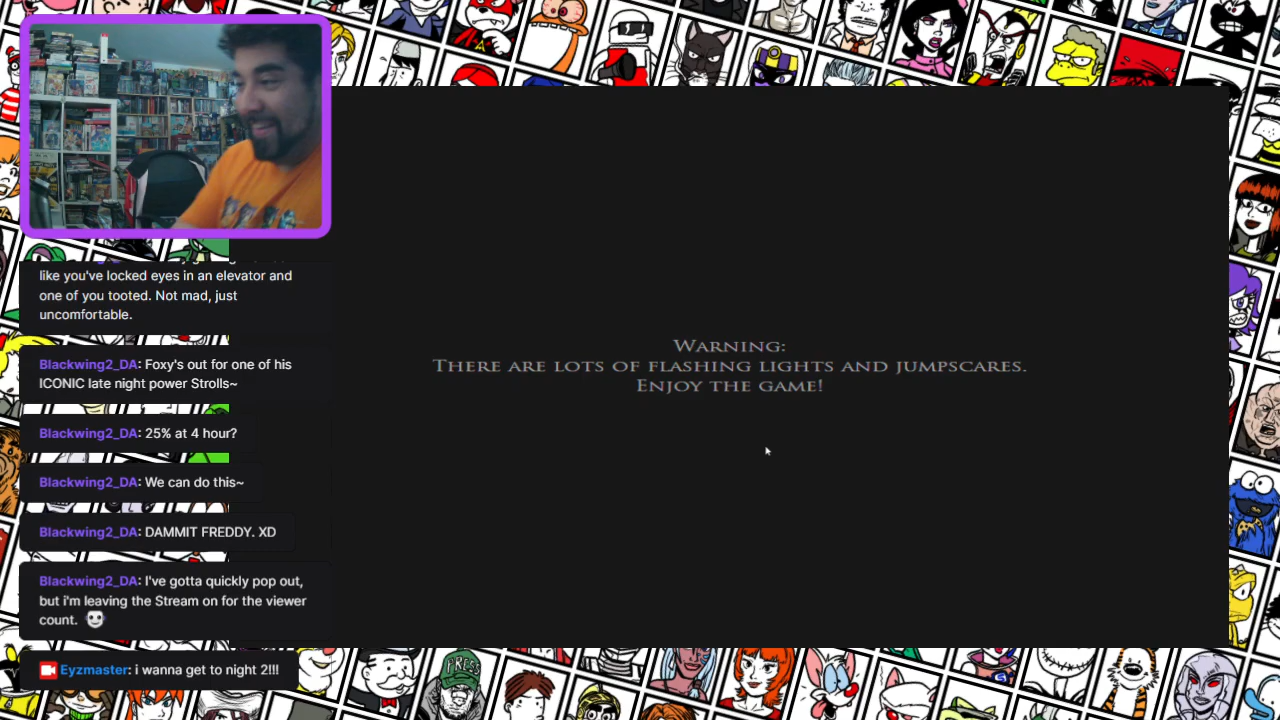 like you've locked eyes in an elevator and
one of you tooted. Not mad, just
uncomfortable.
Blackwing2_DA: Foxy's out for one of his
ICONIC late night power Strolls~
Blackwing2_DA: 25% at 4 hour?
Blackwing2_DA: We can do this~
Blackwing2_DA: DAMMIT FREDDY. XD
Blackwing2_DA: I've gotta quickly pop out,
but i'm leaving the Stream on for the viewer
count.
Eyzmaster: i wanna get to night 2!!!
Warning:
There are lots of flashing lights and jumpscares.
Enjoy the game!
PRESS